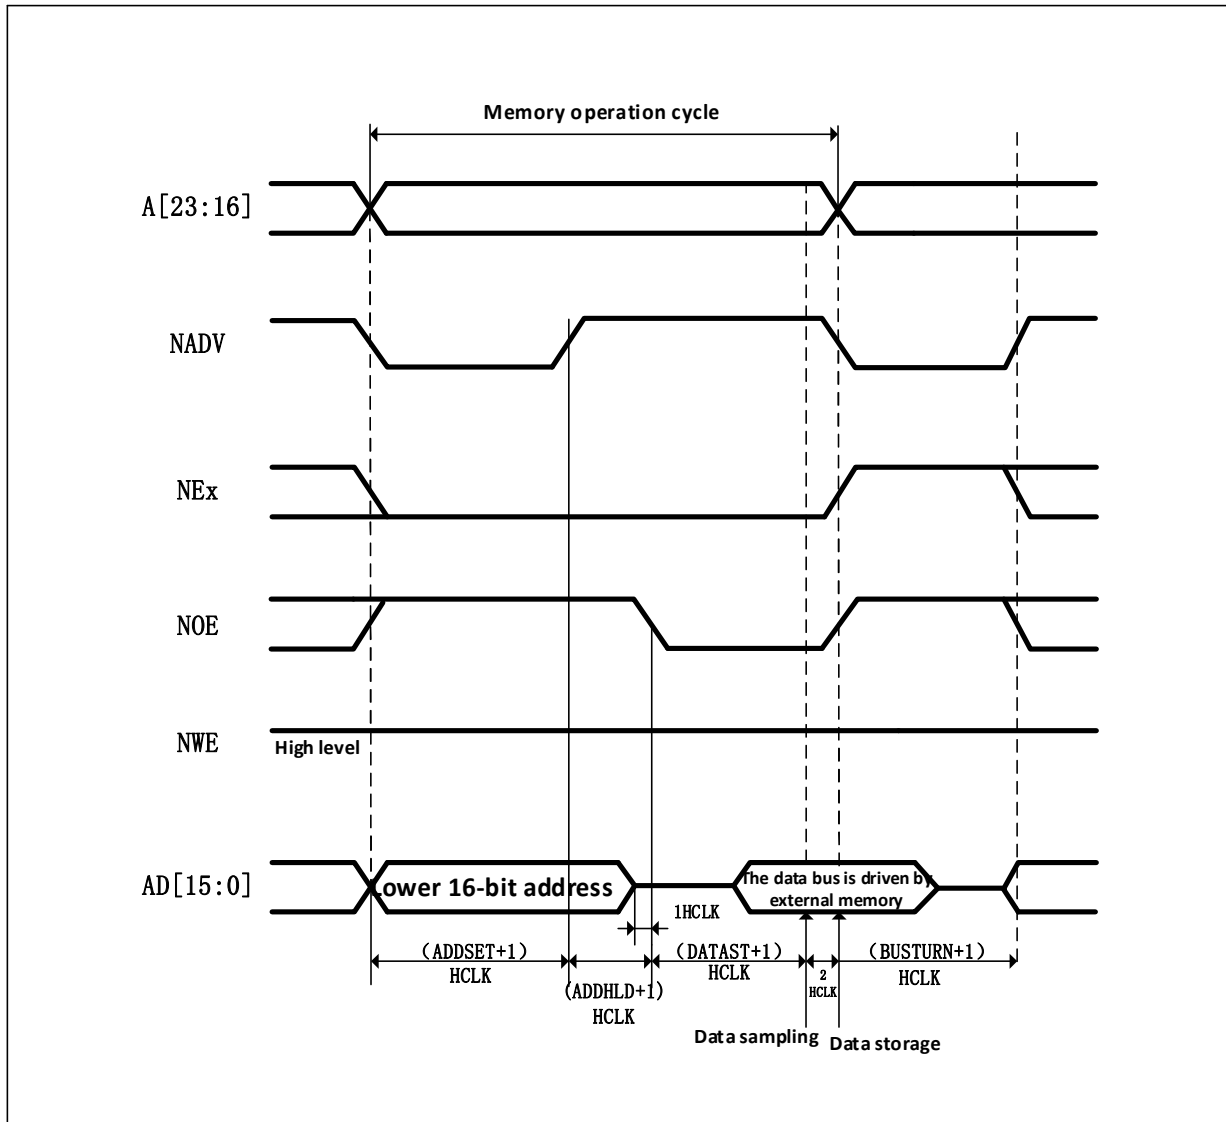 Memory operation cycle
A[23:16]
NADV
NEx
NOE
NWE
High level
AD[15:0]
Lower 16-bit address
The data bus is driven by
external memory
1HCLK
(ADDSET+1)
HCLK
(ADDHLD+1)
HCLK
(DATAST+1)
HCLK
2
HCLK
(BUSTURN+1)
HCLK
Data sampling
Data storage